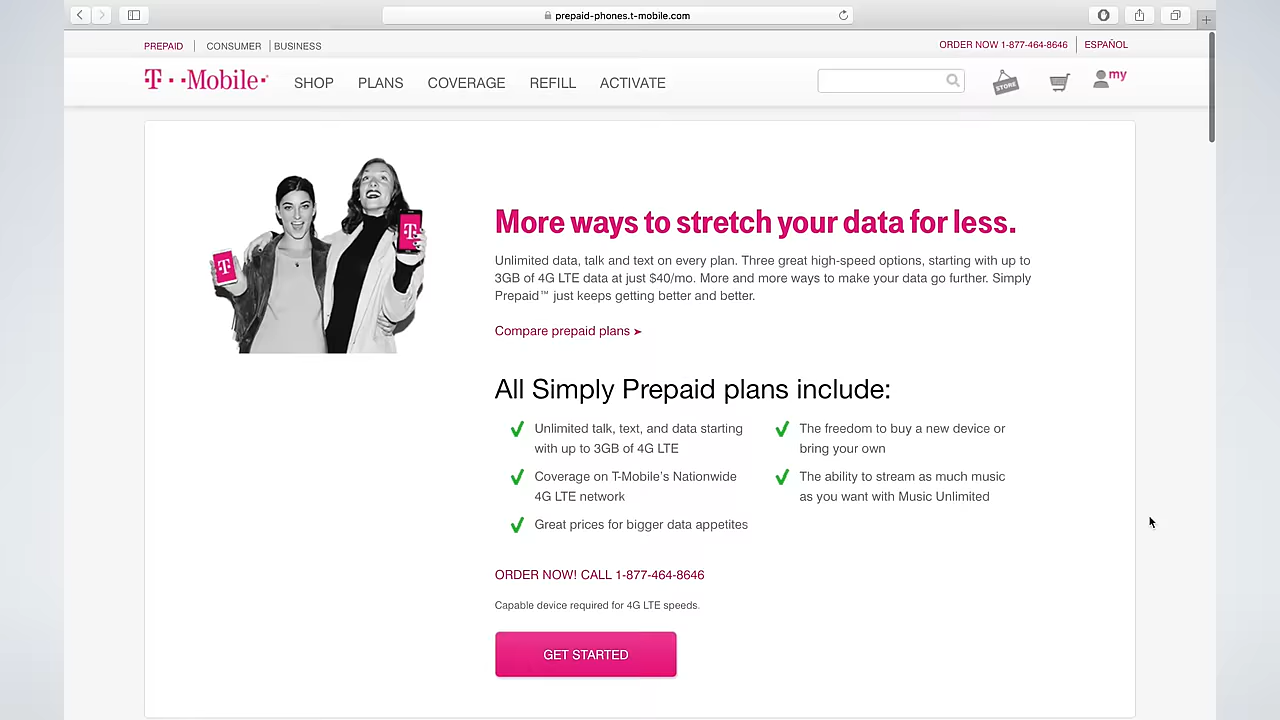 prepaid-phones.t-mobile.com
PREPAID | CONSUMER | BUSINESS
ORDER NOW 1-877-464-8646 | ESPAÑOL
T··Mobile·
SHOP PLANS COVERAGE REFILL ACTIVATE
STORE
my
T
T
More ways to stretch your data for less.
Unlimited data, talk and text on every plan. Three great high-speed options, starting with up to
3GB of 4G LTE data at just $40/mo. More and more ways to make your data go further. Simply
Prepaid™ just keeps getting better and better.
Compare prepaid plans ➤
All Simply Prepaid plans include:
Unlimited talk, text, and data starting
with up to 3GB of 4G LTE
Coverage on T-Mobile's Nationwide
4G LTE network
Great prices for bigger data appetites
The freedom to buy a new device or
bring your own
The ability to stream as much music
as you want with Music Unlimited
ORDER NOW! CALL 1-877-464-8646
Capable device required for 4G LTE speeds.
GET STARTED